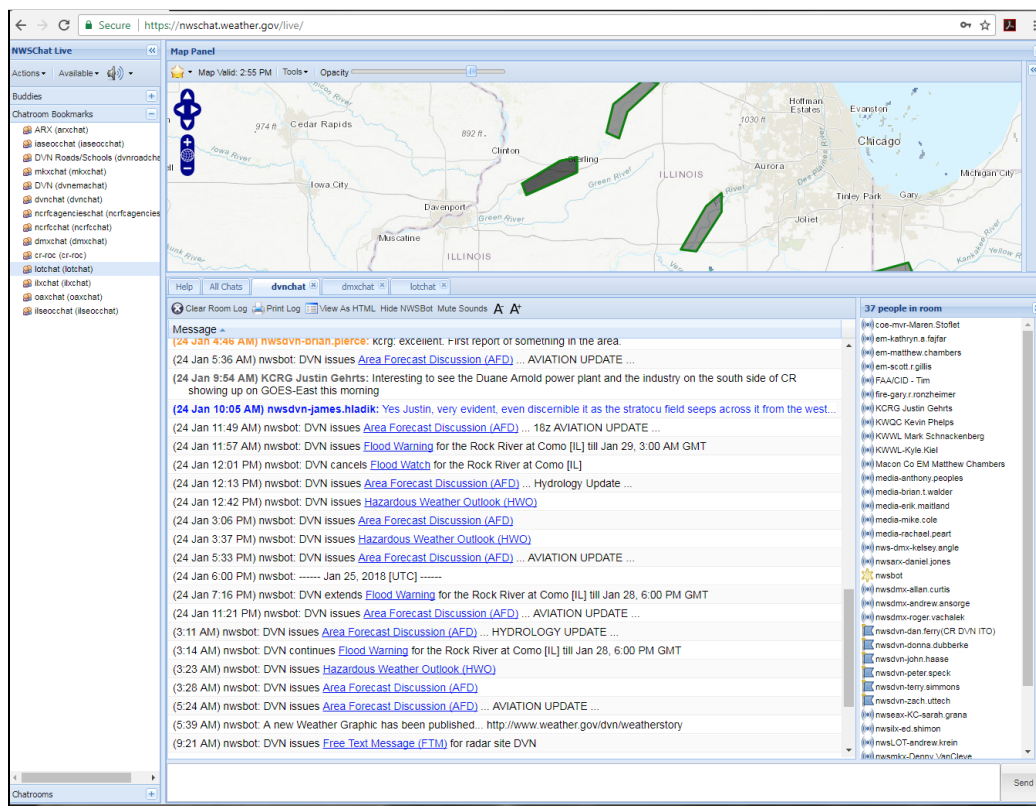 Secure | https://nwschat.weather.gov/live/
NWSChat Live
Actions Available
Buddies
Chatroom Bookmarks
ARX (arxchat)
iaseocchat (iaseocchat)
DVN Roads/Schools (dvnroadche
mkxchat (mkxchat)
DVN (dvnemachat)
dvnchat (dvnchat)
ncrfcagencieschat (ncrfcagencies
ncrfcchat (ncrfcchat)
dmxchat (dmxchat)
cr-roc (cr-roc)
lotchat (lotchat)
ilxchat (ilxchat)
oaxchat (oaxchat)
ilseocchat (ilseocchat)
Chatrooms
Map Panel
Map Valid: 2:55 PM Tools Opacity
974 ft
Cedar Rapids
892 ft.
Clinton
Sterling
Hoffman
Estates
Evanston
1030 ft
Chicago
Iowa River
Iowa City
Green River
ILLINOIS
Aurora
Des Plaines River
Michigan City
Davenport
River
Tinley Park
Gary
Green River
Joliet
Muscatine
ILLINOIS
Kankakee River
Yellow R
Help All Chats dvnchat dmxchat lotchat
Clear Room Log Print Log View As HTML Hide NWSBot Mute Sounds A- A+
Message
(24 Jan 4:46 AM) nwsdvn-brian.pierce: kcrg: excellent. First report of something in the area.
(24 Jan 5:36 AM) nwsbot: DVN issues Area Forecast Discussion (AFD) ... AVIATION UPDATE ...
(24 Jan 9:54 AM) KCRG Justin Gehrts: Interesting to see the Duane Arnold power plant and the industry on the south side of CR
showing up on GOES-East this morning
(24 Jan 10:05 AM) nwsdvn-james.hladik: Yes Justin, very evident, even discernible it as the stratocu field seeps across it from the west...
(24 Jan 11:49 AM) nwsbot: DVN issues Area Forecast Discussion (AFD) ... 18z AVIATION UPDATE ...
(24 Jan 11:57 AM) nwsbot: DVN issues Flood Warning for the Rock River at Como [IL] till Jan 29, 3:00 AM GMT
(24 Jan 12:01 PM) nwsbot: DVN cancels Flood Watch for the Rock River at Como [IL]
(24 Jan 12:13 PM) nwsbot: DVN issues Area Forecast Discussion (AFD) ... Hydrology Update ...
(24 Jan 12:42 PM) nwsbot: DVN issues Hazardous Weather Outlook (HWO)
(24 Jan 3:06 PM) nwsbot: DVN issues Area Forecast Discussion (AFD)
(24 Jan 3:37 PM) nwsbot: DVN issues Hazardous Weather Outlook (HWO)
(24 Jan 5:33 PM) nwsbot: DVN issues Area Forecast Discussion (AFD) ... AVIATION UPDATE ...
(24 Jan 6:00 PM) nwsbot: ------ Jan 25, 2018 [UTC] ------
(24 Jan 7:16 PM) nwsbot: DVN extends Flood Warning for the Rock River at Como [IL] till Jan 28, 6:00 PM GMT
(24 Jan 11:21 PM) nwsbot: DVN issues Area Forecast Discussion (AFD) ... AVIATION UPDATE ...
(3:11 AM) nwsbot: DVN issues Area Forecast Discussion (AFD) ... HYDROLOGY UPDATE ...
(3:14 AM) nwsbot: DVN continues Flood Warning for the Rock River at Como [IL] till Jan 28, 6:00 PM GMT
(3:23 AM) nwsbot: DVN issues Hazardous Weather Outlook (HWO)
(3:28 AM) nwsbot: DVN issues Area Forecast Discussion (AFD)
(5:24 AM) nwsbot: DVN issues Area Forecast Discussion (AFD) ... AVIATION UPDATE ...
(5:39 AM) nwsbot: A new Weather Graphic has been published... http://www.weather.gov/dvn/weatherstory
(9:21 AM) nwsbot: DVN issues Free Text Message (FTM) for radar site DVN
37 people in room
coe-mvr-Maren.Stoflet
em-kathryn.a.fajfar
em-matthew.chambers
em-scott.r.gillis
FAA/CID - Tim
fire-gary.r.ronzheimer
KCRG Justin Gehrts
KWQC Kevin Phelps
KWWL Mark Schnackenberg
KWWL-Kyle.Kiel
Macon Co EM Matthew Chambers
media-anthony.peoples
media-brian.t.walder
media-erik.maitland
media-mike.cole
media-rachael.peart
nws-dmx-kelsey.angle
nwsarx-daniel.jones
nwsbot
nwsdmx-allan.curtis
nwsdmx-andrew.ansorge
nwsdmx-roger.vachalek
nwsdvn-dan.ferry(CR DVN ITO)
nwsdvn-donna.dubberke
nwsdvn-john.haase
nwsdvn-peter.speck
nwsdvn-terry.simmons
nwsdvn-zach.uttech
nwseax-KC-sarah.grana
nwsilx-ed.shimon
nwsLOT-andrew.krein
nwsmkx-Denny VanCleve
Send